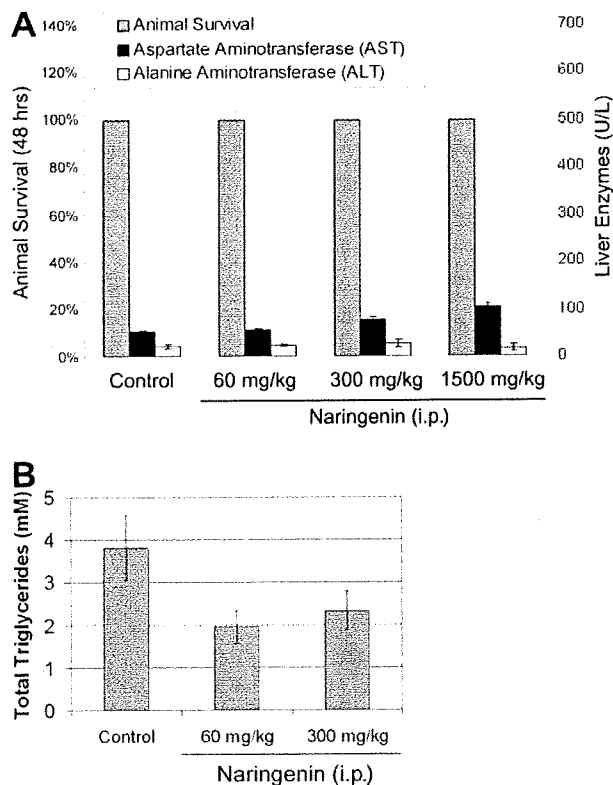 A
Animal Survival
Aspartate Aminotransferase (AST)
Alanine Aminotransferase (ALT)
Animal Survival (48 hrs)
140%
120%
100%
80%
60%
40%
20%
0%
700
600
500
400
300
200
100
0
Liver Enzymes (U/L)
Control
60 mg/kg
300 mg/kg
1500 mg/kg
Naringenin (i.p.)
B
Total Triglycerides (mM)
5
4
3
2
1
0
Control
60 mg/kg
300 mg/kg
Naringenin (i.p.)